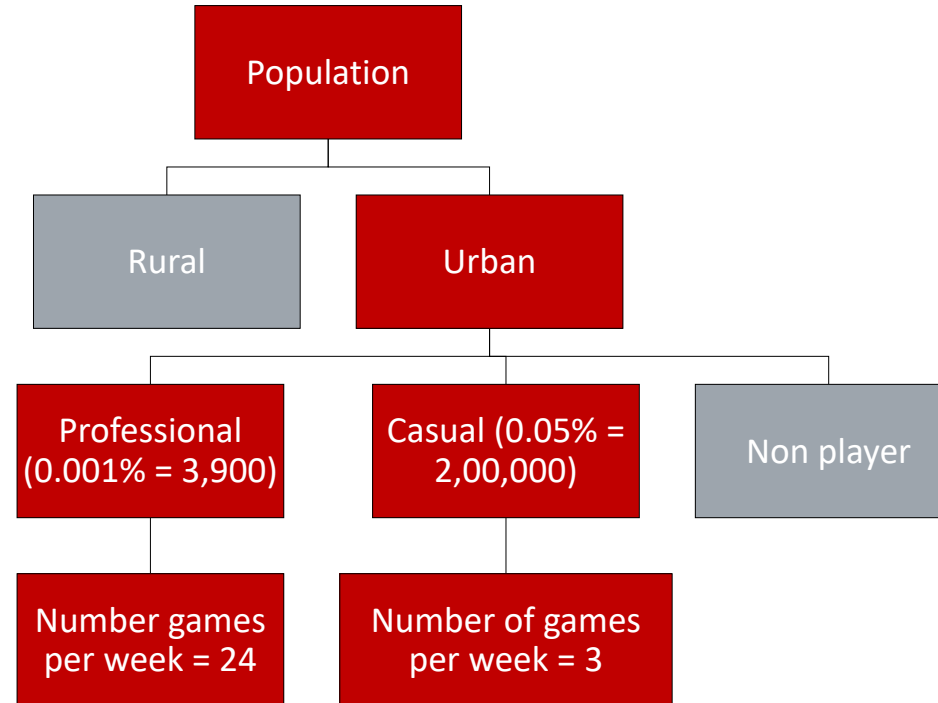 Population
Rural
Urban
Professional
(0.001% = 3,900)
Casual (0.05% =
2,00,000)
Non player
Number games
per week = 24
Number of games
per week = 3